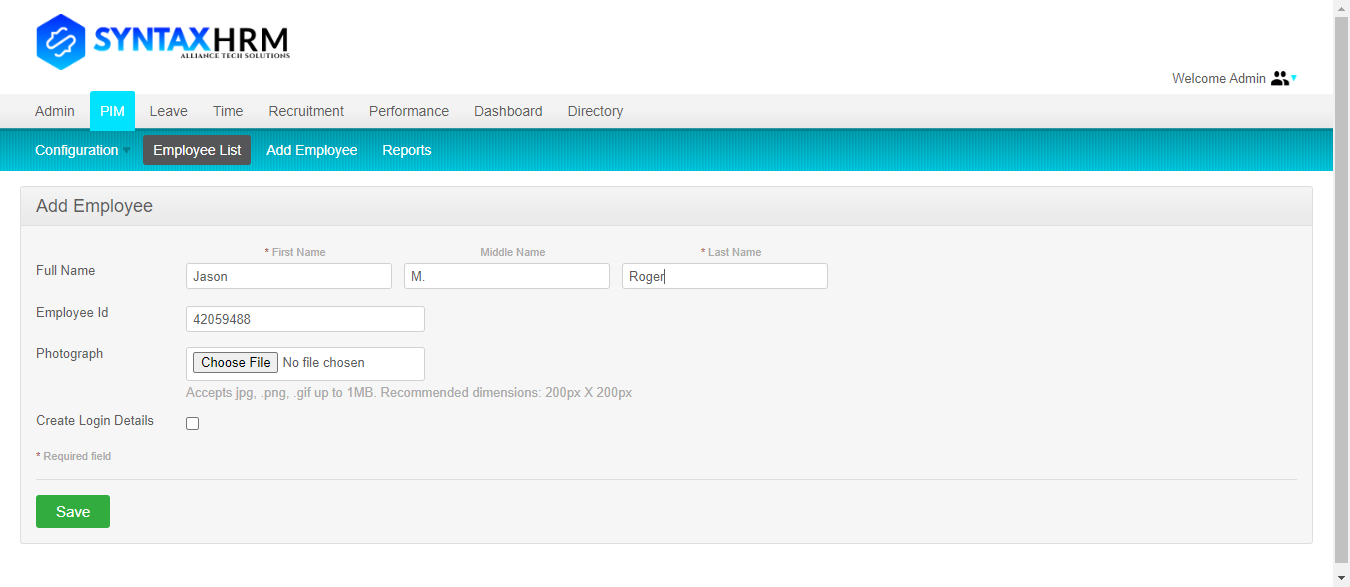 SYNTAXHRM
ALLIANCE TECH SOLUTIONS
Welcome Admin
Admin PIM Leave Time Recruitment Performance Dashboard Directory
Configuration Employee List Add Employee Reports
Add Employee
* First Name Middle Name * Last Name
Full Name Jason M. Roger
Employee Id 42059488
Photograph Choose File No file chosen
Accepts jpg, .png, .gif up to 1MB. Recommended dimensions: 200px X 200px
Create Login Details
* Required field
Save